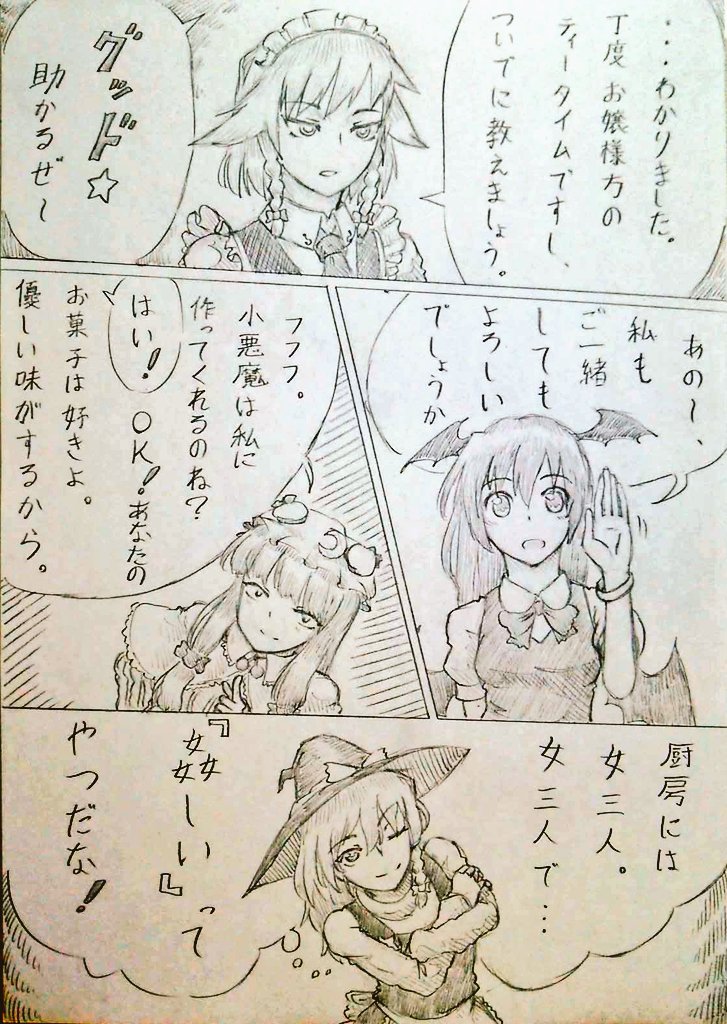 ・・・わかりました。
丁度 お嬢様方の
ティータイムですし、
ついでに教えましょう。
グッド☆
助かるぜ〜
あの〜、
私も
ご一緒
しても
よろしい
でしょうか
フフフ。
小悪魔は私に
作ってくれるのね?
はい!
OK!あなたの
お菓子は好きよ。
優しい味がするから。
厨房には
女三人。
女三人で・・・
『姦しい』って
やつだな!